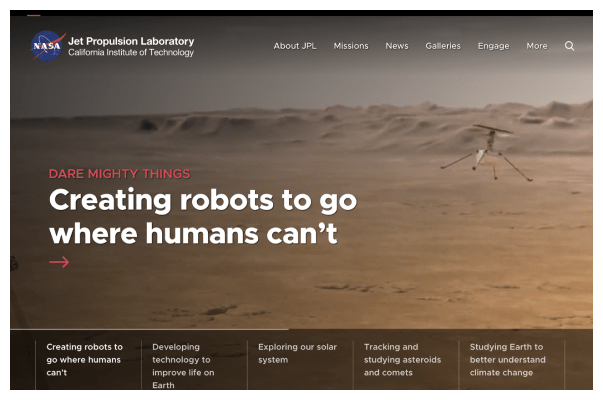 NASA
Jet Propulsion Laboratory
California Institute of Technology
About JPL Missions News Galleries Engage More
DARE MIGHTY THINGS
Creating robots to go
where humans can't
Creating robots to
go where humans
can't
Developing
technology to
improve life on
Earth
Exploring our solar
system
Tracking and
studying asteroids
and comets
Studying Earth to
better understand
climate change